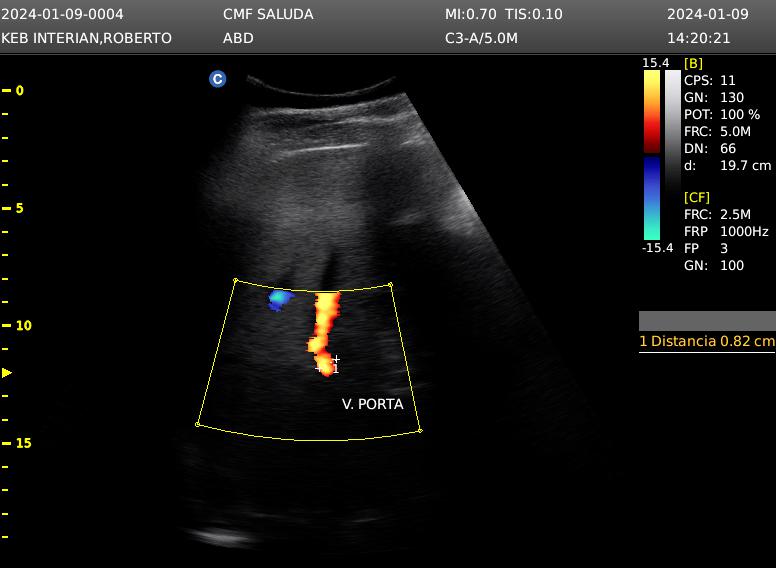 2024-01-09-0004 CMF SALUDA MI:0.70 TIS:0.10 2024-01-09
KEB INTERIAN,ROBERTO ABD C3-A/5.0M 14:20:21
C
15.4
-15.4
[B]
CPS: 11
GN: 130
POT: 100 %
FRC: 5.0M
DN: 66
d: 19.7 cm
[CF]
FRC: 2.5M
FRP 1000Hz
FP 3
GN: 100
1 Distancia 0.82 cm
0
5
10
15
1
V. PORTA